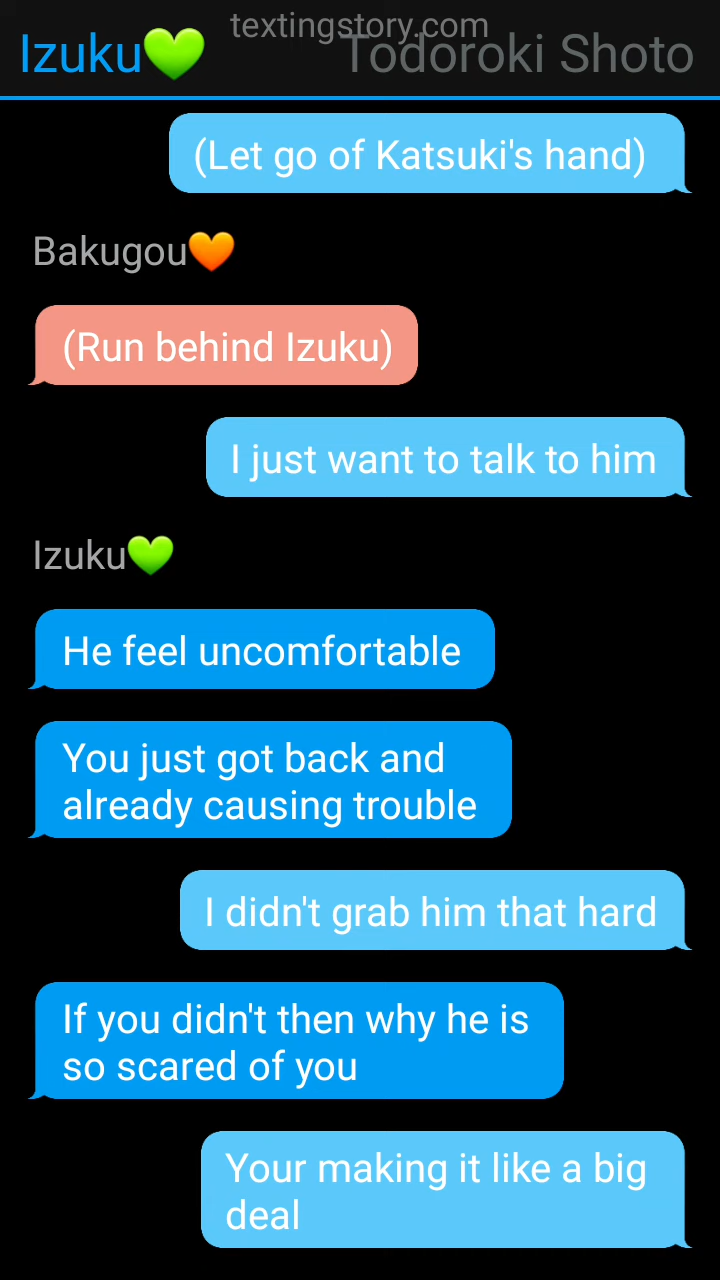 textingstory.com
Izuku💚 Todoroki Shoto
(Let go of Katsuki's hand)
Bakugou🧡
(Run behind Izuku)
I just want to talk to him
Izuku💚
He feel uncomfortable
You just got back and
already causing trouble
I didn't grab him that hard
If you didn't then why he is
so scared of you
Your making it like a big
deal